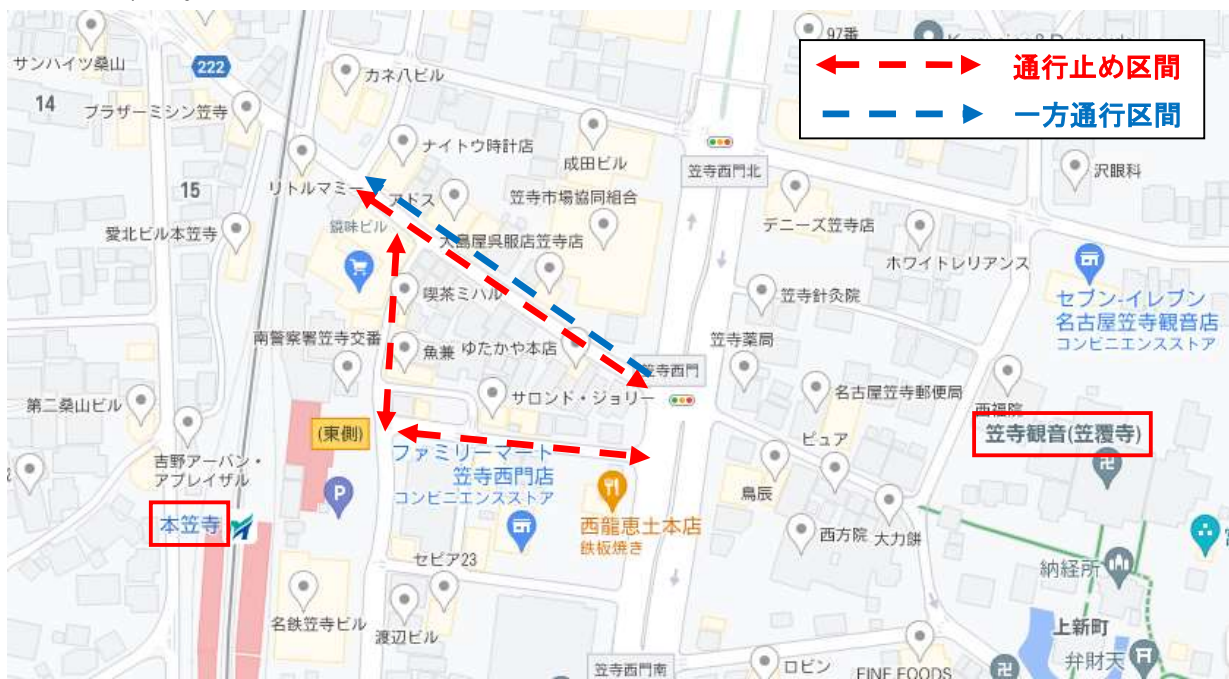 97番
サンハイツ桑山
222
カネハビル
通行止め区間
14
ブラザーミシン笠寺
一方通行区間
ナイトウ時計店
成田ビル
笠寺西門北
沢眼科
15
リトルマミー
アドス
笠寺市場協同組合
デニーズ笠寺店
愛北ビル本笠寺
鏡味ビル
大島屋呉服店笠寺店
ホワイトレリアンス
喫茶ミハル
笠寺針灸院
セブン-イレブン
名古屋笠寺観音店
コンビニエンスストア
南警察署笠寺交番
魚兼
ゆたかや本店
笠寺薬局
笠寺西門
第二桑山ビル
サロンド・ジョリー
名古屋笠寺郵便局
西福院
(東側)
ファミリーマート
笠寺西門店
コンビニエンスストア
ピュア
笠寺観音(笠覆寺)
吉野アーバン・
アプレイザル
P
鳥辰
本笠寺
西龍恵土本店
鉄板焼き
西方院
大力餅
セピア23
納経所
名鉄笠寺ビル
渡辺ビル
上新町
笠寺西門南
ロビン
FINE FOODS
弁財天